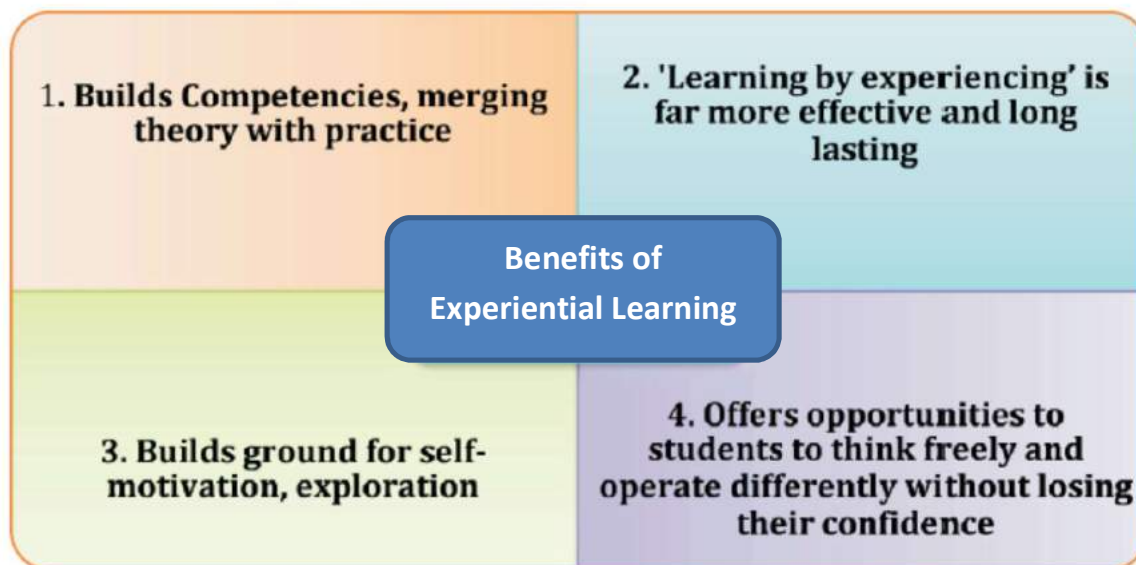 1. Builds Competencies, merging
theory with practice
2. 'Learning by experiencing’ is
far more effective and long
lasting
Benefits of
Experiential Learning
3. Builds ground for self-
motivation, exploration
4. Offers opportunities to
students to think freely and
operate differently without losing
their confidence